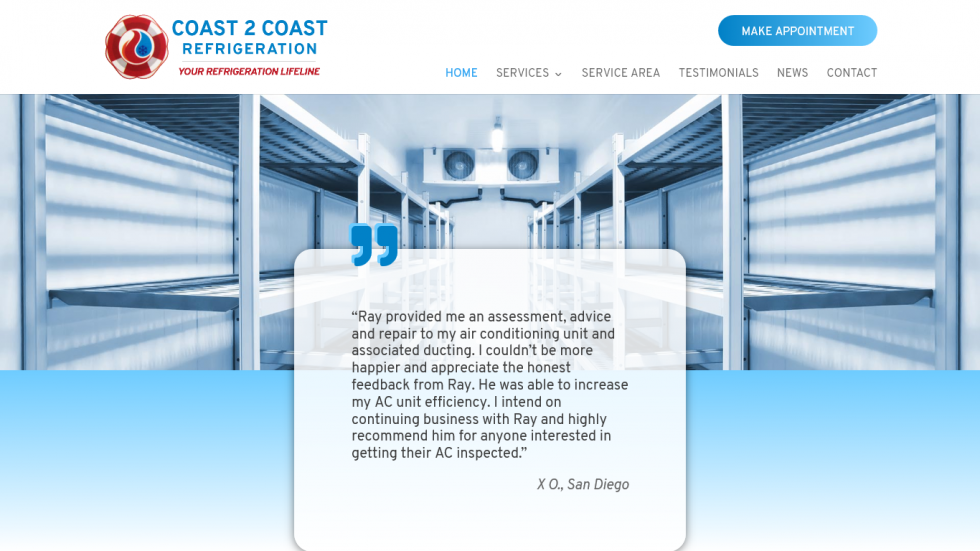 COAST 2 COAST
REFRIGERATION
YOUR REFRIGERATION LIFELINE
MAKE APPOINTMENT
HOME SERVICES SERVICE AREA TESTIMONIALS NEWS CONTACT
“Ray provided me an assessment, advice
and repair to my air conditioning unit and
associated ducting. I couldn’t be more
happier and appreciate the honest
feedback from Ray. He was able to increase
my AC unit efficiency. I intend on
continuing business with Ray and highly
recommend him for anyone interested in
getting their AC inspected.”
X O., San Diego